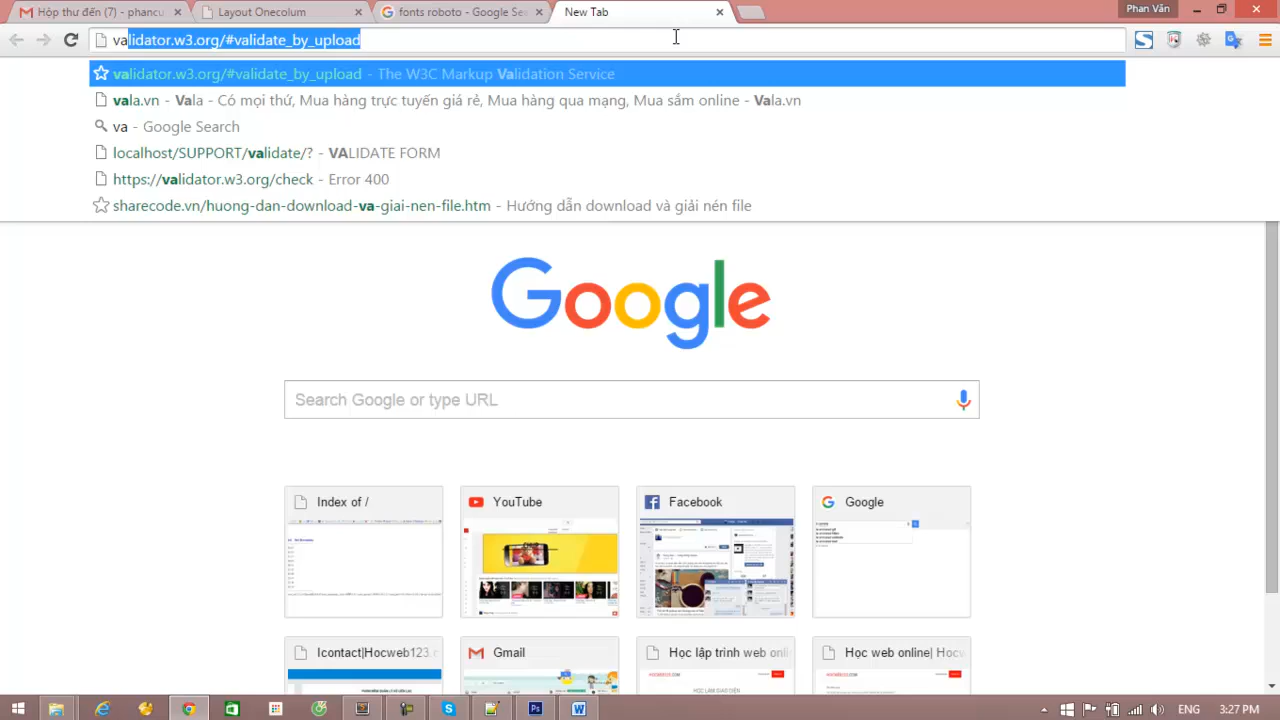 Hộp thư đến (7) - phancu
Layout Onecolum
fonts roboto - Google Sea
New Tab
Phan Văn
validator.w3.org/#validate_by_upload
validator.w3.org/#validate_by_upload - The W3C Markup Validation Service
vala.vn - Vala - Có mọi thứ, Mua hàng trực tuyến giá rẻ, Mua hàng qua mạng, Mua sắm online - Vala.vn
va - Google Search
localhost/SUPPORT/validate/? - VALIDATE FORM
https://validator.w3.org/check - Error 400
sharecode.vn/huong-dan-download-va-giai-nen-file.htm - Hướng dẫn download và giải nén file
Google
Search Google or type URL
Index of /
YouTube
Facebook
Google
Icontact|Hocweb123.c
Gmail
Học lập trình web onli
Học web online| Hocw
ENG
3:27 PM